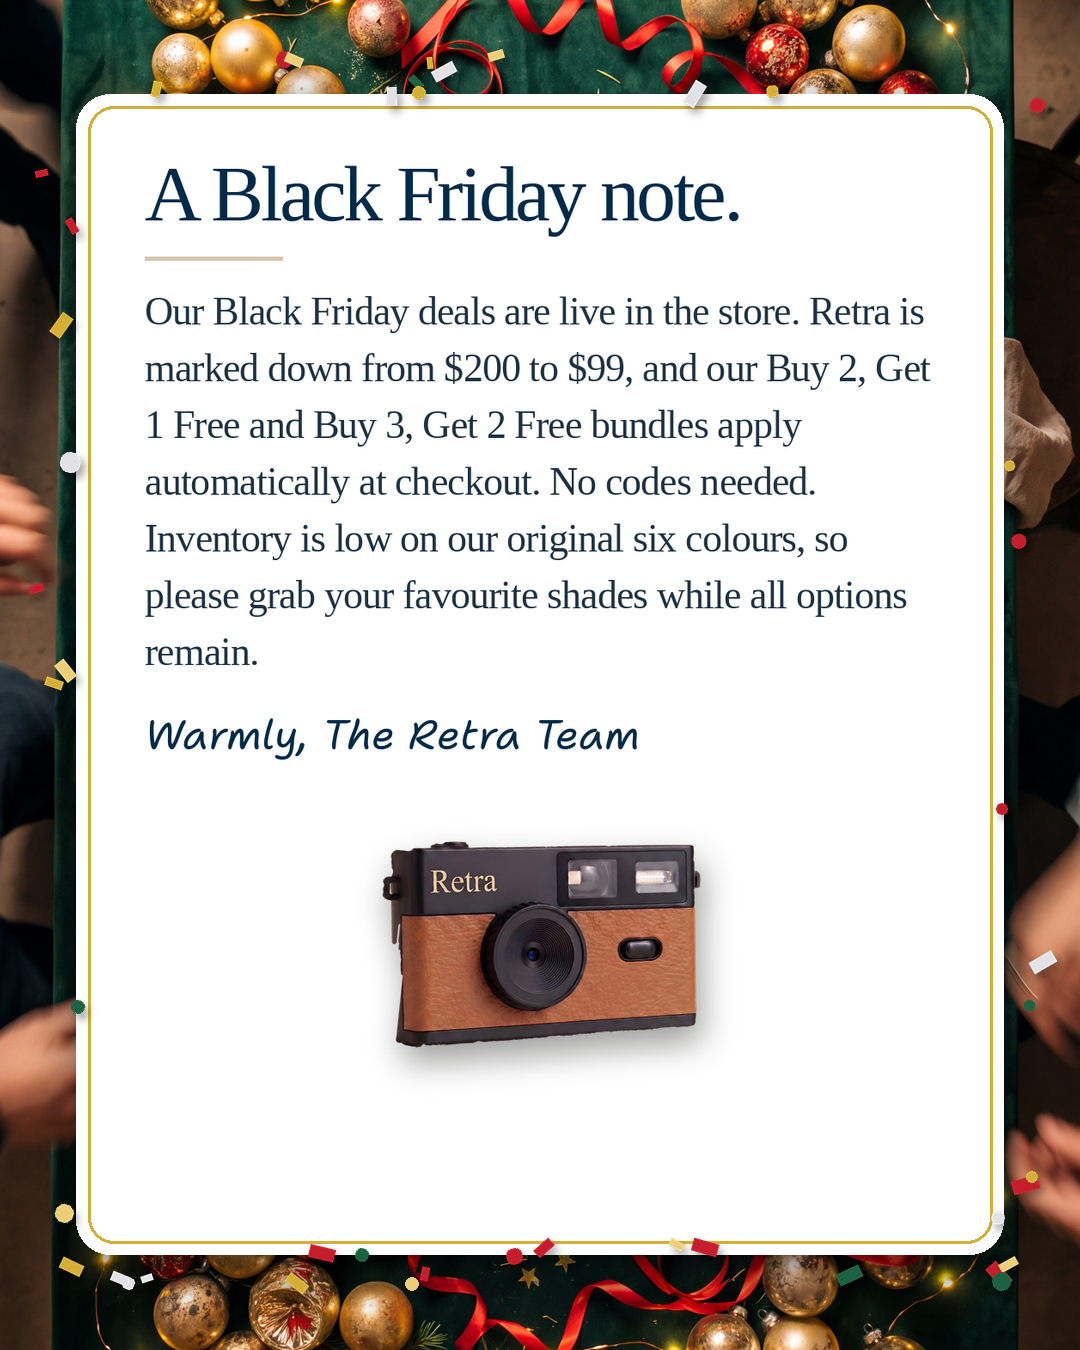 A Black Friday note.
Our Black Friday deals are live in the store. Retra is
marked down from $200 to $99, and our Buy 2, Get
1 Free and Buy 3, Get 2 Free bundles apply
automatically at checkout. No codes needed.
Inventory is low on our original six colours, so
please grab your favourite shades while all options
remain.
Warmly, The Retra Team
Retra